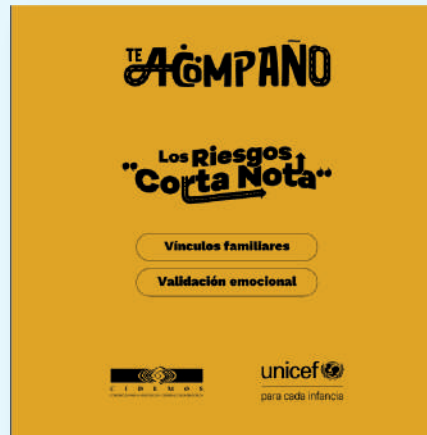 TE ACOMPAÑO
Los Riesgos
"Corta Nota"
Vínculos familiares
Validación emocional
CIDEMOS
unicef
para cada infancia